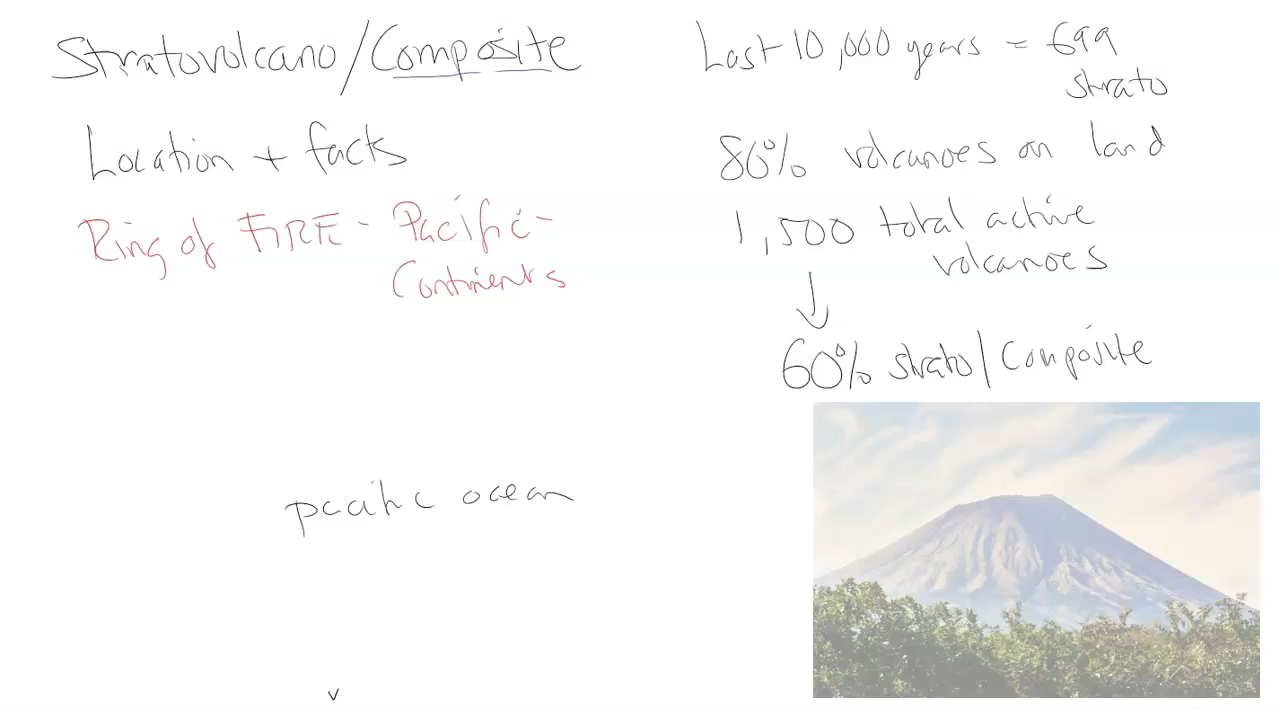 Stratovolcano/Composite
Location + facts
Ring of FIRE - Pacific -
Continents
pacific ocean
v
Last 10,000 years = 699
strato
80% volcanoes on land
1,500 total active
volcanoes
60% strato/Composite